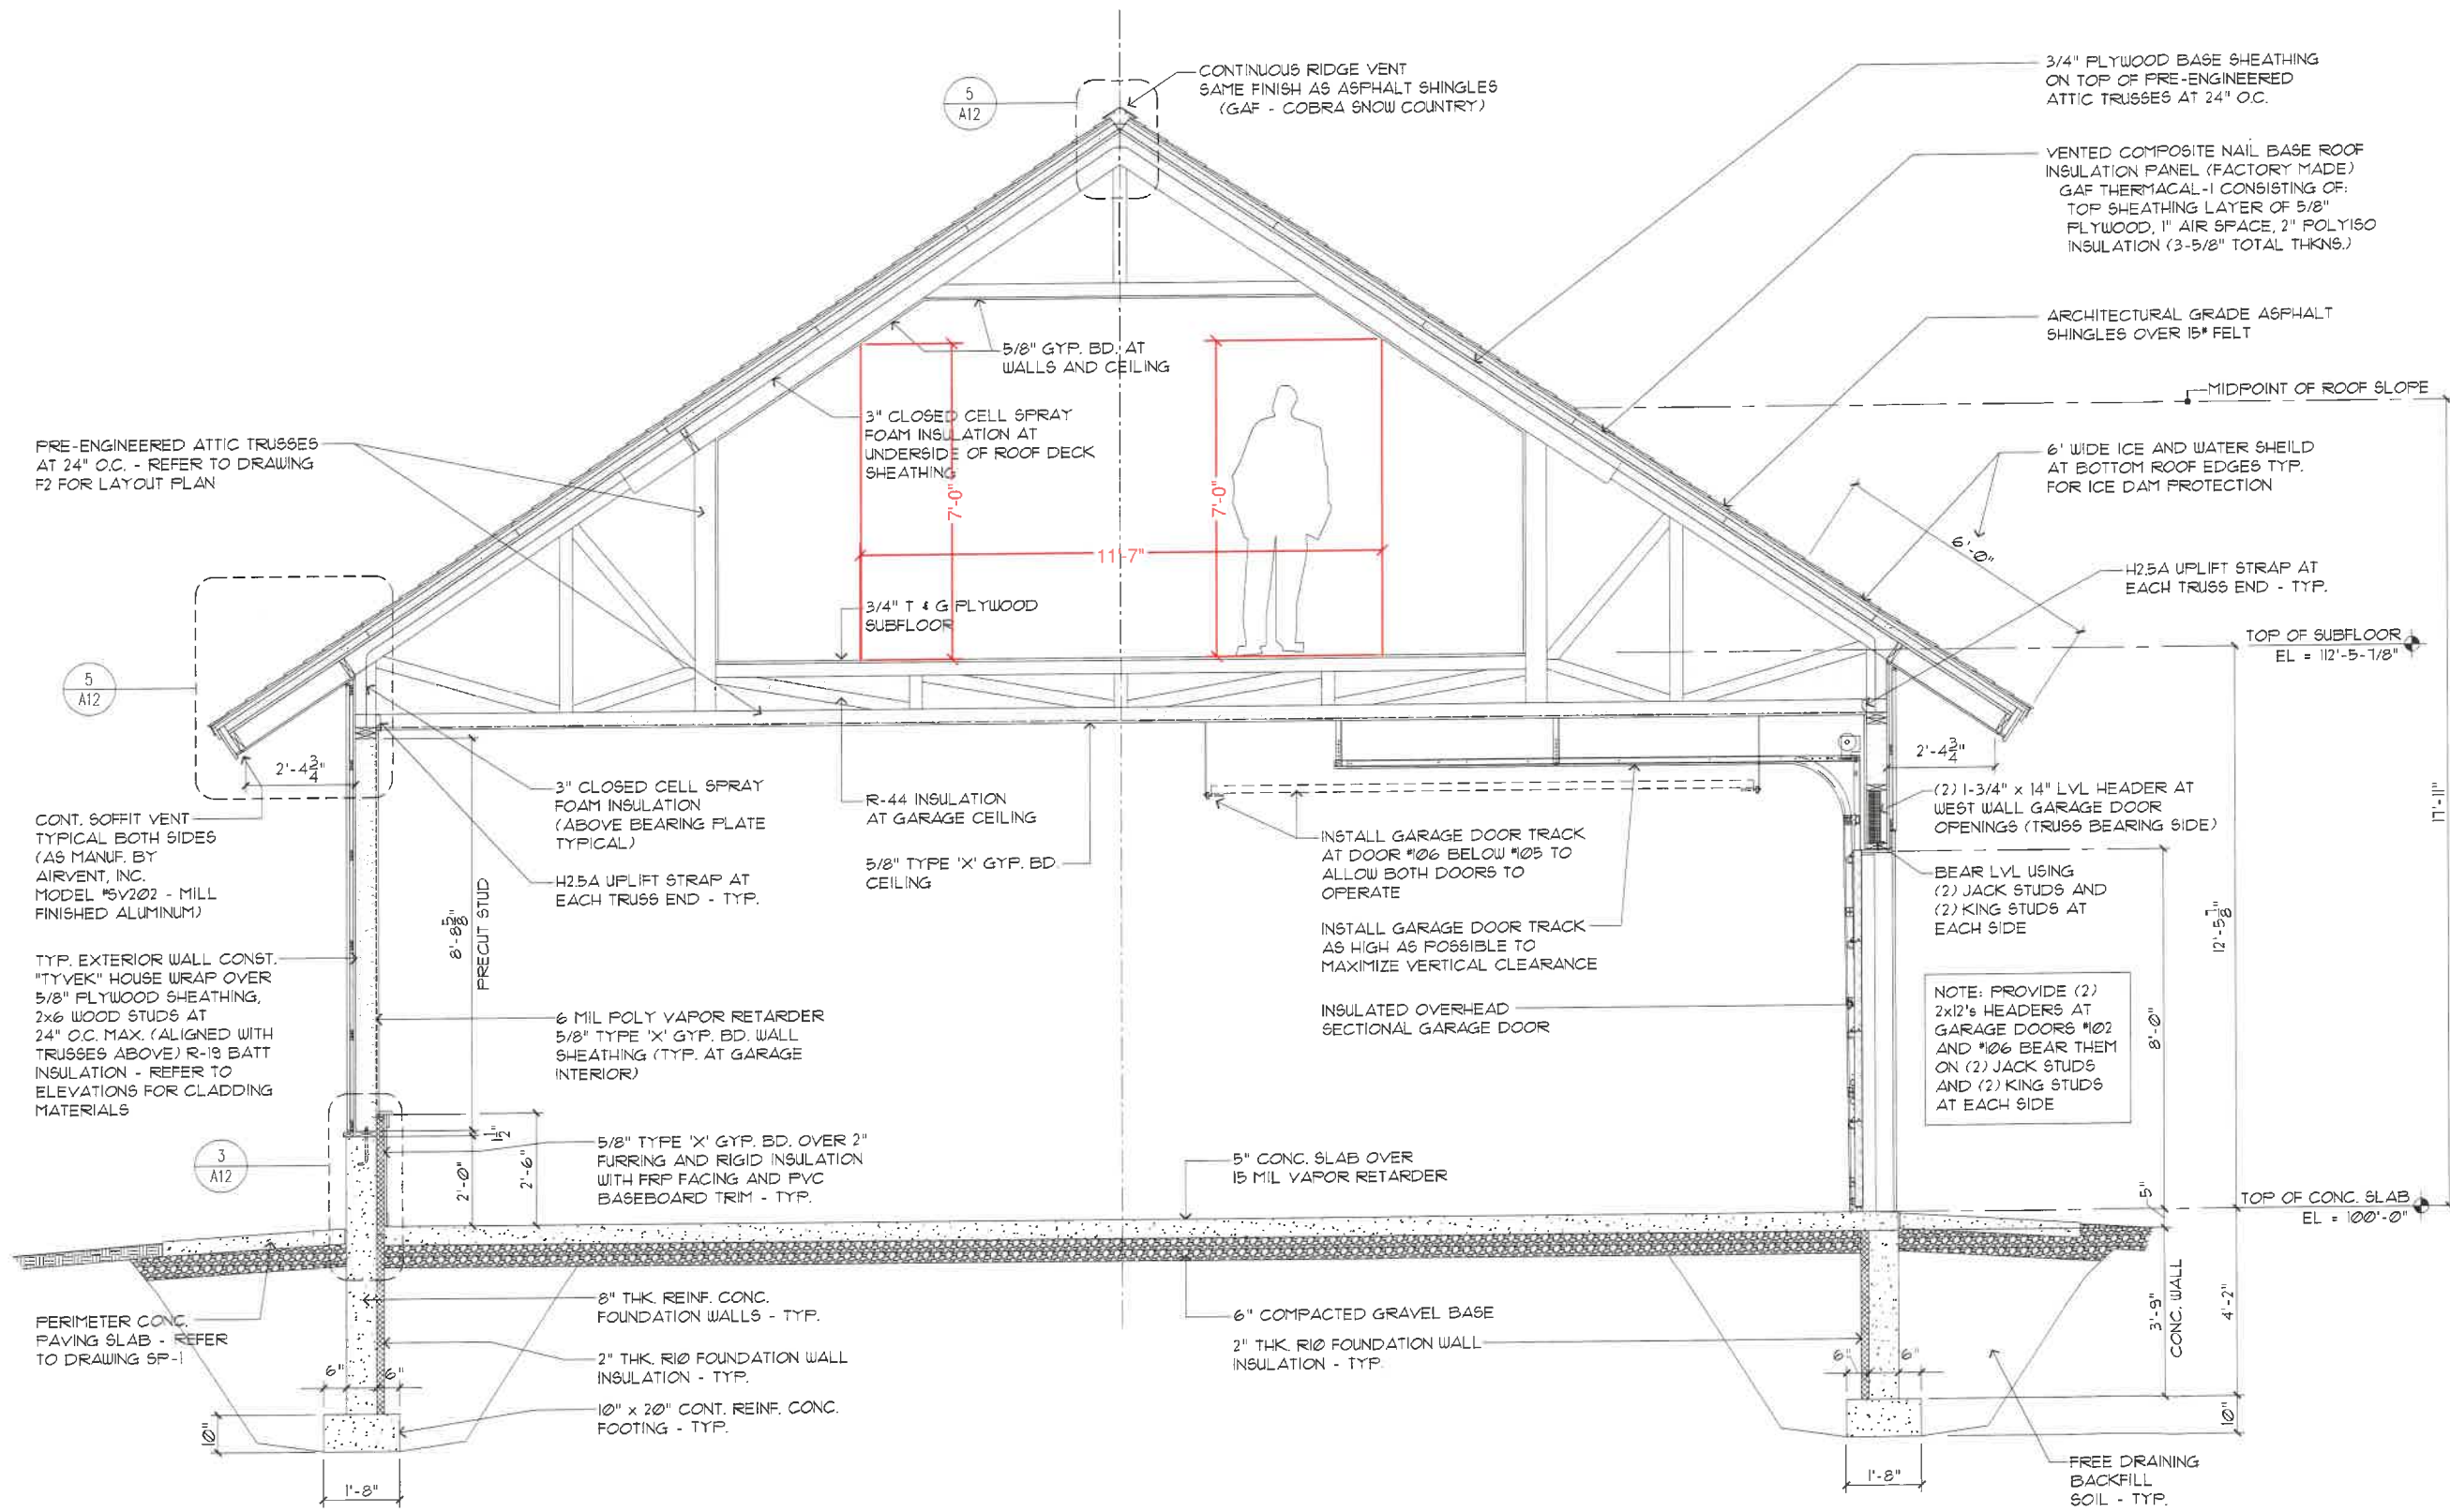 5
A12
CONTINUOUS RIDGE VENT
SAME FINISH AS ASPHALT SHINGLES
(GAF - COBRA SNOW COUNTRY)
3/4" PLYWOOD BASE SHEATHING
ON TOP OF PRE-ENGINEERED
ATTIC TRUSSES AT 24" O.C.
VENTED COMPOSITE NAIL BASE ROOF
INSULATION PANEL (FACTORY MADE)
GAF THERMACAL-1 CONSISTING OF:
TOP SHEATHING LAYER OF 5/8"
PLYWOOD, 1" AIR SPACE, 2" POLYISO
INSULATION (3-5/8" TOTAL THKNS.)
ARCHITECTURAL GRADE ASPHALT
SHINGLES OVER 15# FELT
MIDPOINT OF ROOF SLOPE
5/8" GYP. BD. AT
WALLS AND CEILING
3" CLOSED CELL SPRAY
FOAM INSULATION AT
UNDERSIDE OF ROOF DECK
SHEATHING
7'-0"
7'-0"
11'-7"
PRE-ENGINEERED ATTIC TRUSSES
AT 24" O.C. - REFER TO DRAWING
F2 FOR LAYOUT PLAN
6' WIDE ICE AND WATER SHEILD
AT BOTTOM ROOF EDGES TYP.
FOR ICE DAM PROTECTION
6'-0"
H2.5A UPLIFT STRAP AT
EACH TRUSS END - TYP.
3/4" T & G PLYWOOD
SUBFLOOR
TOP OF SUBFLOOR
EL = 112'-5-7/8"
5
A12
2'-4 3/4"
2'-4 3/4"
CONT. SOFFIT VENT
TYPICAL BOTH SIDES
(AS MANUF. BY
AIRVENT, INC.
MODEL #SV202 - MILL
FINISHED ALUMINUM)
3" CLOSED CELL SPRAY
FOAM INSULATION
(ABOVE BEARING PLATE
TYPICAL)
R-44 INSULATION
AT GARAGE CEILING
5/8" TYPE 'X' GYP. BD.
CEILING
H2.5A UPLIFT STRAP AT
EACH TRUSS END - TYP.
8'-8 5/8"
PRECUT STUD
INSTALL GARAGE DOOR TRACK
AT DOOR #106 BELOW #105 TO
ALLOW BOTH DOORS TO
OPERATE
INSTALL GARAGE DOOR TRACK
AS HIGH AS POSSIBLE TO
MAXIMIZE VERTICAL CLEARANCE
INSULATED OVERHEAD
SECTIONAL GARAGE DOOR
(2) 1-3/4" x 14" LVL HEADER AT
WEST WALL GARAGE DOOR
OPENINGS (TRUSS BEARING SIDE)
BEAR LVL USING
(2) JACK STUDS AND
(2) KING STUDS AT
EACH SIDE
NOTE: PROVIDE (2)
2x12's HEADERS AT
GARAGE DOORS #102
AND #106 BEAR THEM
ON (2) JACK STUDS
AND (2) KING STUDS
AT EACH SIDE
8'-0"
12'-5 7/8"
17'-11"
TYP. EXTERIOR WALL CONST.
"TYVEK" HOUSE WRAP OVER
5/8" PLYWOOD SHEATHING,
2x6 WOOD STUDS AT
24" O.C. MAX. (ALIGNED WITH
TRUSSES ABOVE) R-19 BATT
INSULATION - REFER TO
ELEVATIONS FOR CLADDING
MATERIALS
6 MIL POLY VAPOR RETARDER
5/8" TYPE 'X' GYP. BD. WALL
SHEATHING (TYP. AT GARAGE
INTERIOR)
3
A12
1 1/2"
2'-0"
2'-6"
5/8" TYPE 'X' GYP. BD. OVER 2"
FURRING AND RIGID INSULATION
WITH FRP FACING AND PVC
BASEBOARD TRIM - TYP.
5" CONC. SLAB OVER
15 MIL VAPOR RETARDER
5"
TOP OF CONC. SLAB
EL = 100'-0"
PERIMETER CONC.
PAVING SLAB - REFER
TO DRAWING SP-1
8" THK. REINF. CONC.
FOUNDATION WALLS - TYP.
2" THK. R10 FOUNDATION WALL
INSULATION - TYP.
10" x 20" CONT. REINF. CONC.
FOOTING - TYP.
6" COMPACTED GRAVEL BASE
2" THK. R10 FOUNDATION WALL
INSULATION - TYP.
3'-9"
CONC. WALL
4'-2"
6"
6"
6"
6"
10"
10"
1'-8"
1'-8"
FREE DRAINING
BACKFILL
SOIL - TYP.